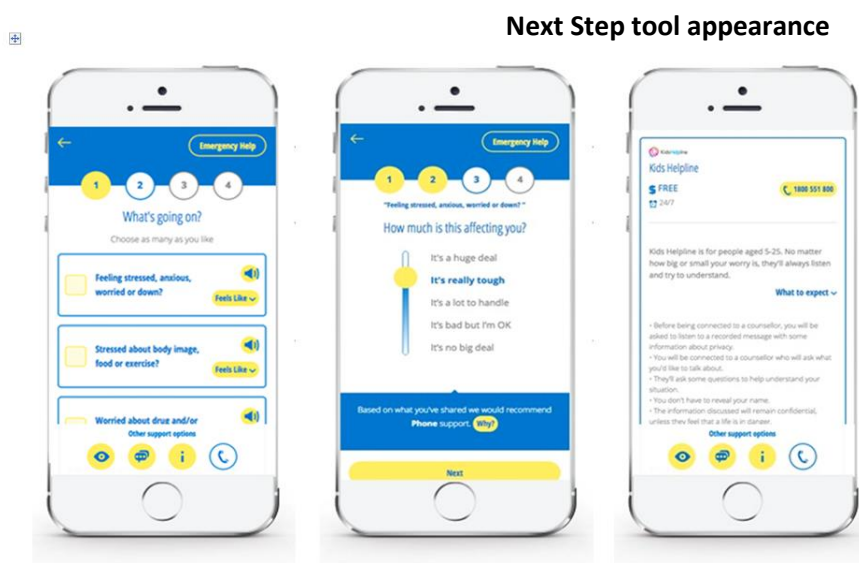 Next Step tool appearance
Emergency Help
1 2 3 4
What's going on?
Choose as many as you like
Feeling stressed, anxious,
worried or down?
Feels Like
Stressed about body image,
food or exercise?
Feels Like
Worried about drug and/or
Other support options
Emergency Help
1 2 3 4
"Feeling stressed, anxious, worried or down? "
How much is this affecting you?
It's a huge deal
It's really tough
It's a lot to handle
It's bad but I'm OK
It's no big deal
Based on what you've shared we would recommend
Phone support. Why?
Next
Kids Helpline
Kids Helpline
$ FREE
1800 551 800
24/7
Kids Helpline is for people aged 5-25. No matter
how big or small your worry is, they'll always listen
and try to understand.
What to expect
• Before being connected to a counsellor, you will be
asked to listen to a recorded message with some
information about privacy.
• You will be connected to a counsellor who will ask what
you'd like to talk about.
• They'll ask some questions to help understand your
situation.
• You don't have to reveal your name.
• The information discussed will remain confidential,
unless they feel that a life is in danger.
Other support options